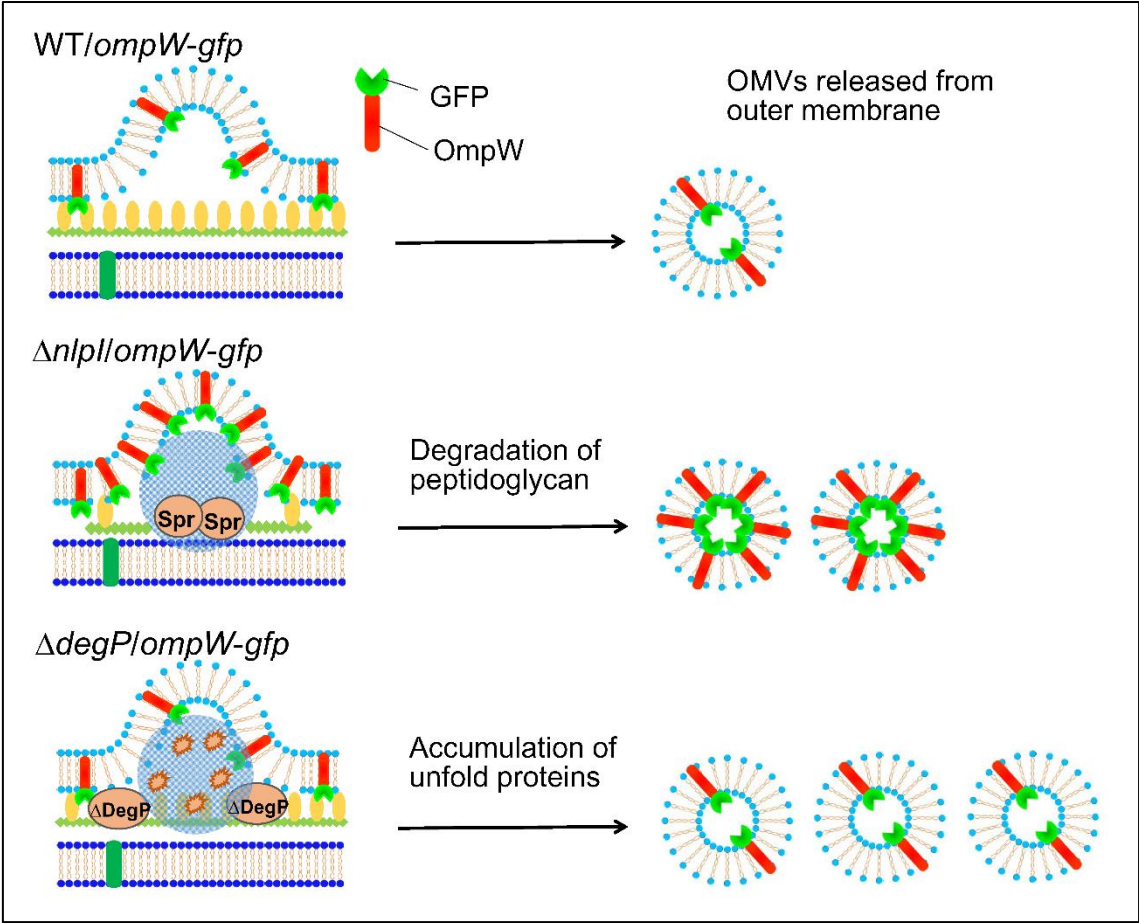 WT/ompW-gfp
GFP
OmpW
OMVs released from
outer membrane
ΔnlpI/ompW-gfp
Spr
Spr
Degradation of
peptidoglycan
ΔdegP/ompW-gfp
ΔDegP
ΔDegP
Accumulation of
unfold proteins